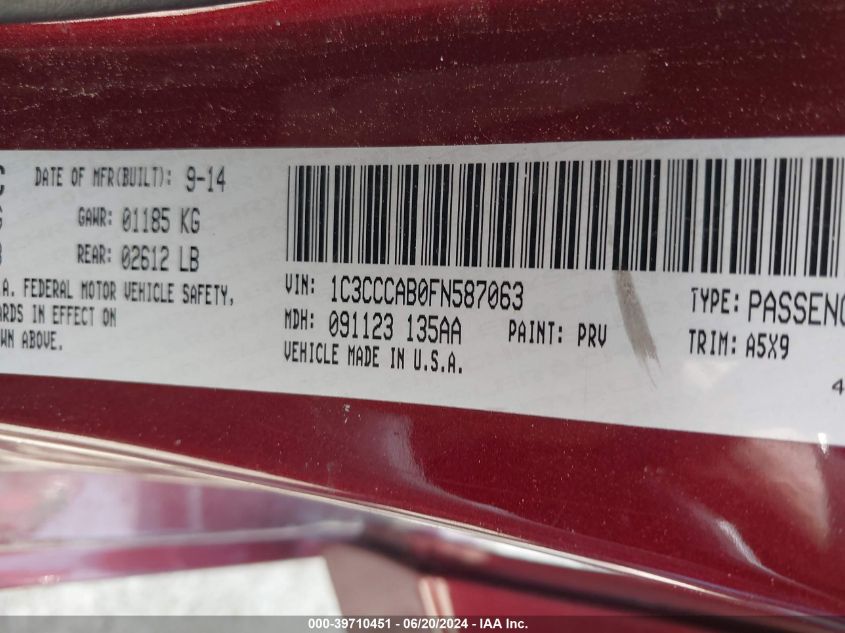 DATE OF MFR(BUILT): 9-14
GAWR: 01185 KG
REAR: 02612 LB
A. FEDERAL MOTOR VEHICLE SAFETY,
ARDS IN EFFECT ON
WN ABOVE.
VIN: 1C3CCCAB0FN587063
TYPE: PASSENG
MDH: 091123 135AA
PAINT: PRV
TRIM: A5X9
VEHICLE MADE IN U.S.A.
4
000-39710451 - 06/20/2024 - IAA, Inc.